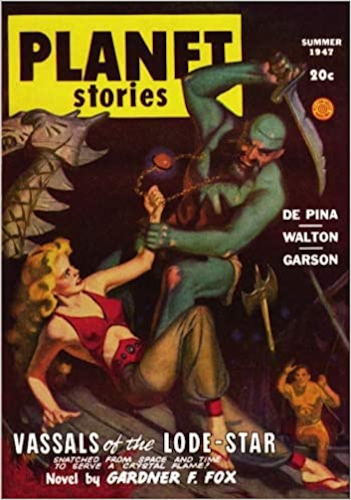 PLANET
stories
SUMMER
1947
20¢
DE PINA
WALTON
GARSON
VASSALS of the LODE-STAR
SNATCHED FROM SPACE AND TIME
TO SERVE A CRYSTAL FLAME!
Novel by GARDNER F. FOX